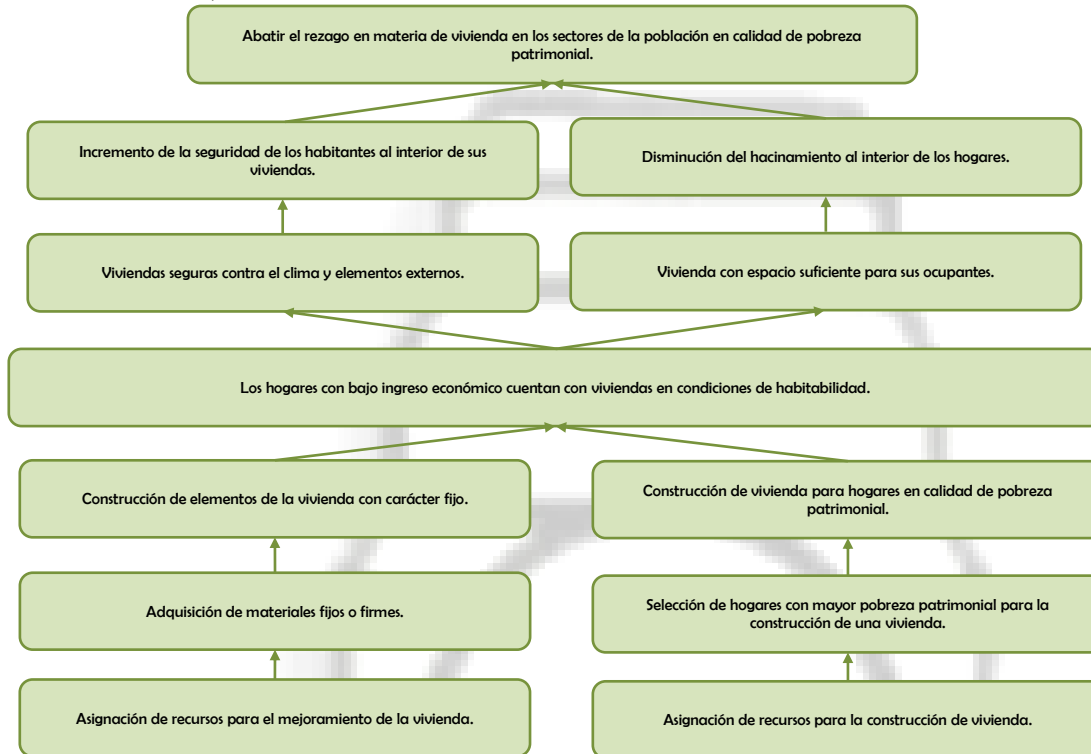 Abatir el rezago en materia de vivienda en los sectores de la población en calidad de pobreza
patrimonial.
Incremento de la seguridad de los habitantes al interior de sus
viviendas.
Disminución del hacinamiento al interior de los hogares.
Viviendas seguras contra el clima y elementos externos.
Vivienda con espacio suficiente para sus ocupantes.
Los hogares con bajo ingreso económico cuentan con viviendas en condiciones de habitabilidad.
Construcción de elementos de la vivienda con carácter fijo.
Construcción de vivienda para hogares en calidad de pobreza
patrimonial.
Adquisición de materiales fijos o firmes.
Selección de hogares con mayor pobreza patrimonial para la
construcción de una vivienda.
Asignación de recursos para el mejoramiento de la vivienda.
Asignación de recursos para la construcción de vivienda.